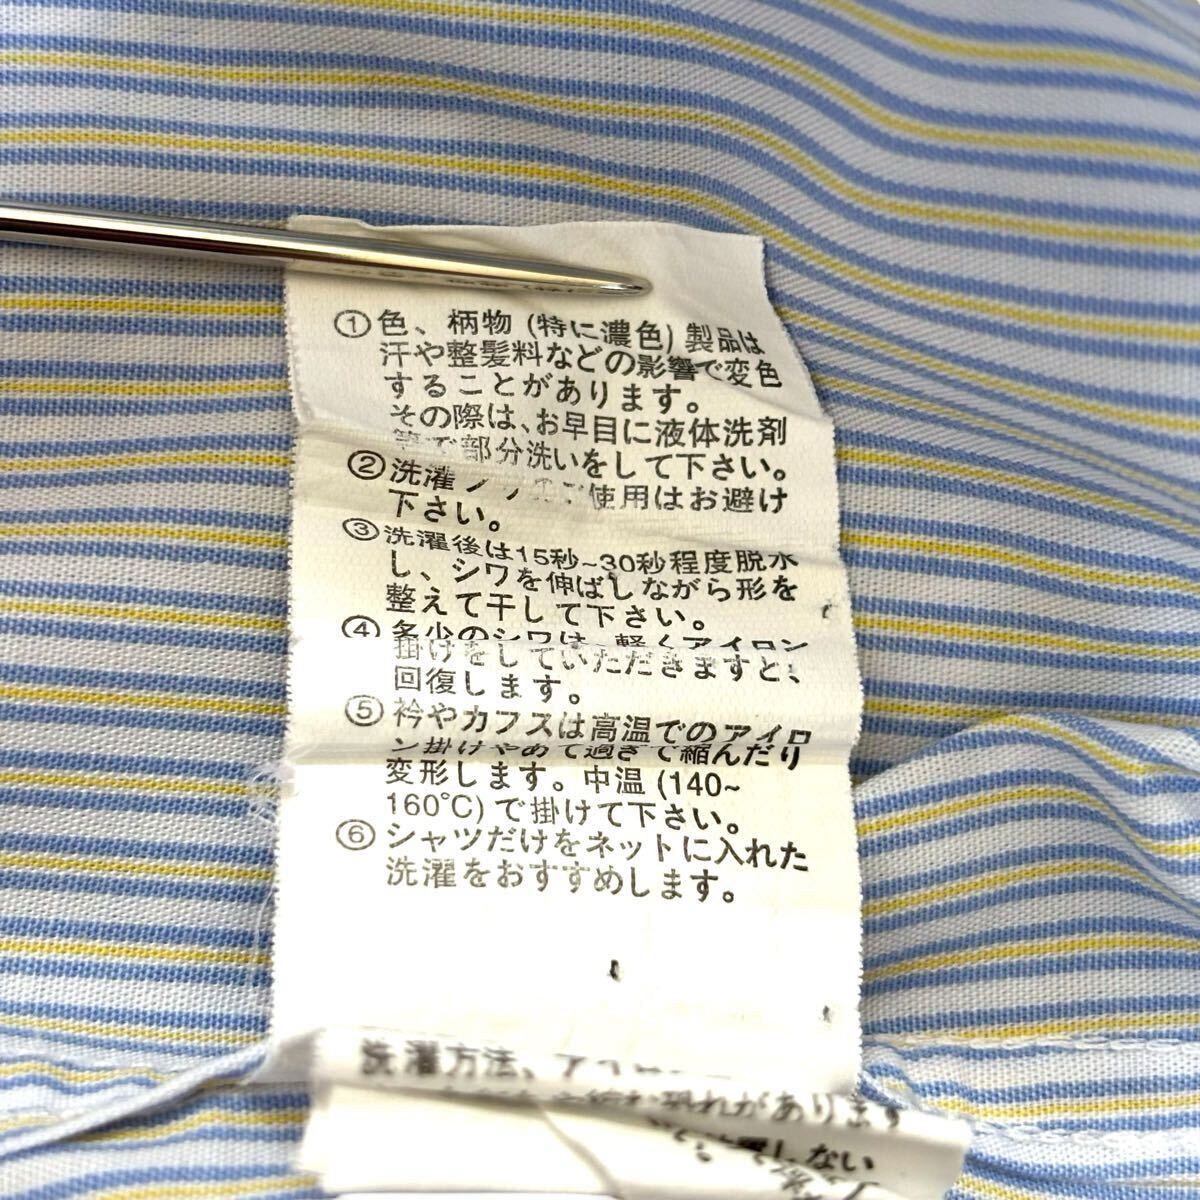 ①色、柄物 (特に濃色) 製品は
汗や整髪料などの影響で変色
することがあります。
その際は、お早目に液体洗剤
等で部分洗いをして下さい。
②洗濯ノリのご使用はお避け
下さい。
③洗濯後は15秒~30秒程度脱水
し、シワを伸ばしながら形を
整えて干して下さい。
④多少のシワは、軽くアイロン
掛けをしていただきますと、
回復します。
⑤衿やカフスは高温でのアイロ
ン掛けやあて過ぎで縮んだり
変形します。中温 (140~
160°C) で掛けて下さい。
⑥シャツだけをネットに入れた
洗濯をおすすめします。
洗濯方法、ア
恐れがあります
しない